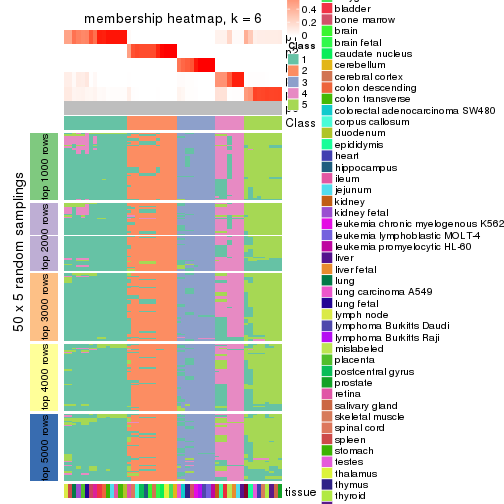 membership heatmap, k = 6
50 x 5 random samplings
top 1000 rows
top 2000 rows
top 3000 rows
top 4000 rows
top 5000 rows
0.4
0.2
0
Class
1
2
3
4
5
Class
tissue
bladder
bone marrow
brain
brain fetal
caudate nucleus
cerebellum
cerebral cortex
colon descending
colon transverse
colorectal adenocarcinoma SW480
corpus callosum
duodenum
epididymis
heart
hippocampus
ileum
jejunum
kidney
kidney fetal
leukemia chronic myelogenous K562
leukemia lymphoblastic MOLT-4
leukemia promyelocytic HL-60
liver
liver fetal
lung
lung carcinoma A549
lung fetal
lymph node
lymphoma Burkitts Daudi
lymphoma Burkitts Raji
mislabeled
placenta
postcentral gyrus
prostate
retina
salivary gland
skeletal muscle
spinal cord
spleen
stomach
testes
thalamus
thymus
thyroid